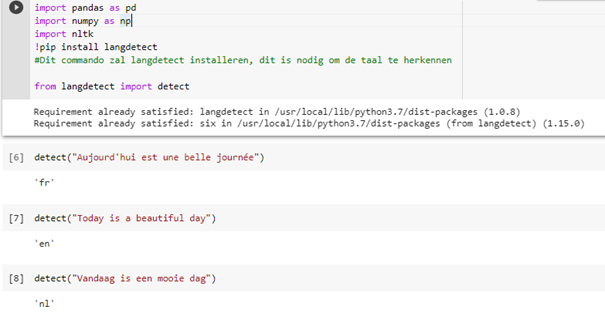 import pandas as pd
import numpy as np
import nltk
!pip install langdetect
#Dit commando zal langdetect installeren, dit is nodig om de taal te herkennen
from langdetect import detect
Requirement already satisfied: langdetect in /usr/local/lib/python3.7/dist-packages (1.0.8)
Requirement already satisfied: six in /usr/local/lib/python3.7/dist-packages (from langdetect) (1.15.0)
[6] detect("Aujourd'hui est une belle journée")
'fr'
[7] detect("Today is a beautiful day")
'en'
[8] detect("Vandaag is een mooie dag")
'nl'